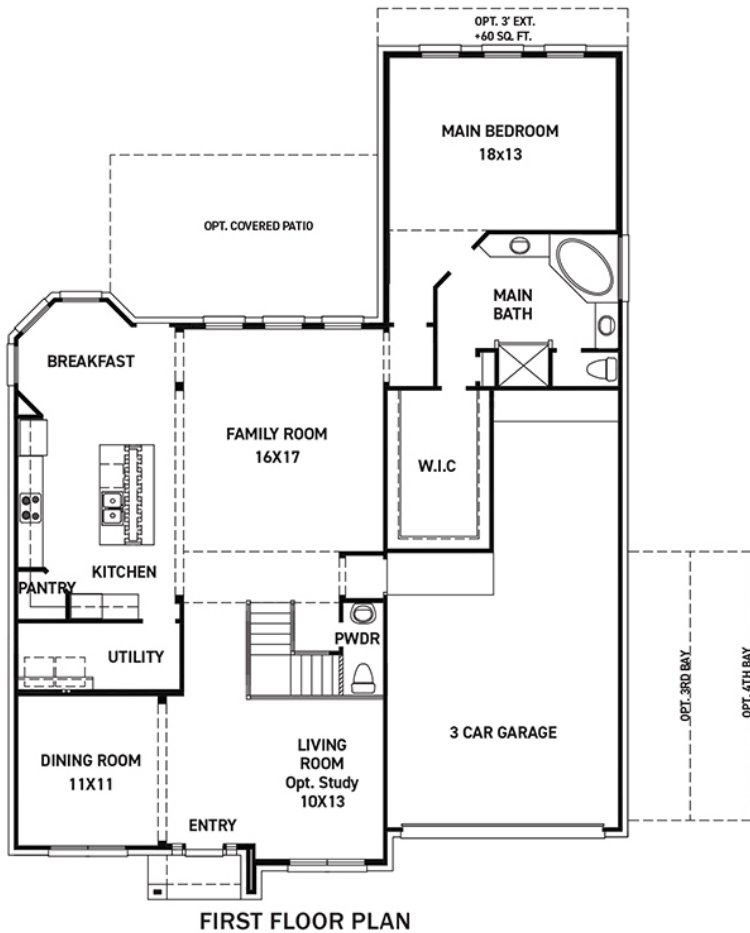 OPT. 3' EXT.
+60 SQ. FT.
MAIN BEDROOM
18x13
OPT. COVERED PATIO
MAIN
BATH
BREAKFAST
FAMILY ROOM
16X17
W.I.C
KITCHEN
PANTRY
PWDR
UTILITY
OPT. 3RD BAY
OPT. 4TH BAY
3 CAR GARAGE
DINING ROOM
11X11
LIVING
ROOM
Opt. Study
10X13
ENTRY
FIRST FLOOR PLAN